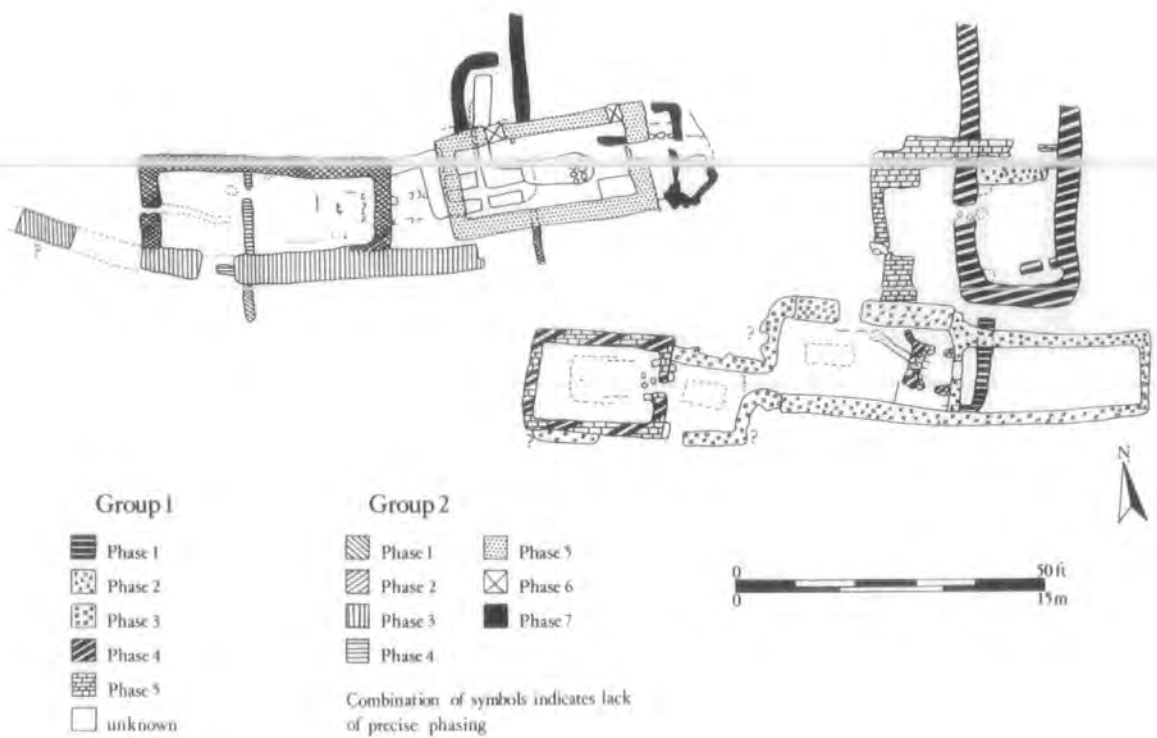 ?
?
?
?
N
Group 1
Phase 1
Phase 2
Phase 3
Phase 4
Phase 5
unknown
Group 2
Phase 1
Phase 2
Phase 3
Phase 4
Phase 5
Phase 6
Phase 7
Combination of symbols indicates lack
of precise phasing
0 50 ft
0 15 m